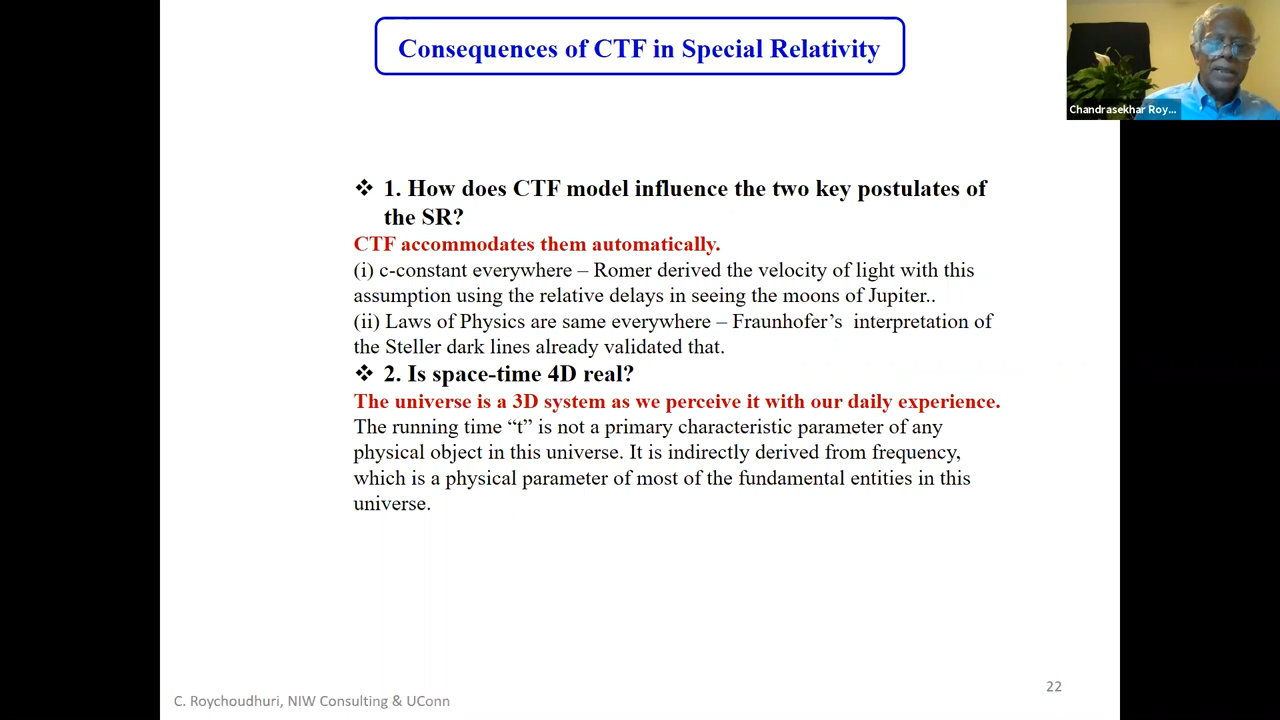 Consequences of CTF in Special Relativity
Chandrasekhar Roy...
❖ 1. How does CTF model influence the two key postulates of
the SR?
CTF accommodates them automatically.
(i) c-constant everywhere – Romer derived the velocity of light with this
assumption using the relative delays in seeing the moons of Jupiter..
(ii) Laws of Physics are same everywhere – Fraunhofer’s  interpretation of
the Steller dark lines already validated that.
❖ 2. Is space-time 4D real?
The universe is a 3D system as we perceive it with our daily experience.
The running time “t” is not a primary characteristic parameter of any
physical object in this universe. It is indirectly derived from frequency,
which is a physical parameter of most of the fundamental entities in this
universe.
C. Roychoudhuri, NIW Consulting & UConn
22